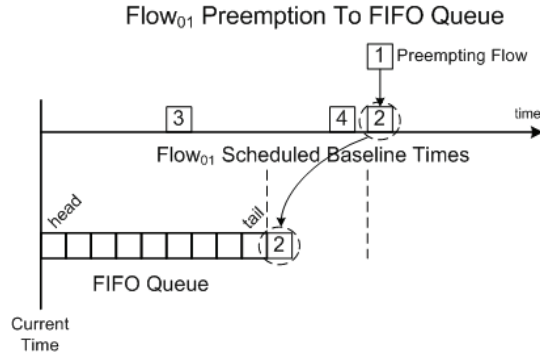 Flow01 Preemption To FIFO Queue
1 Preempting Flow
3 4 2 time
Flow01 Scheduled Baseline Times
head tail
2
FIFO Queue
Current
Time